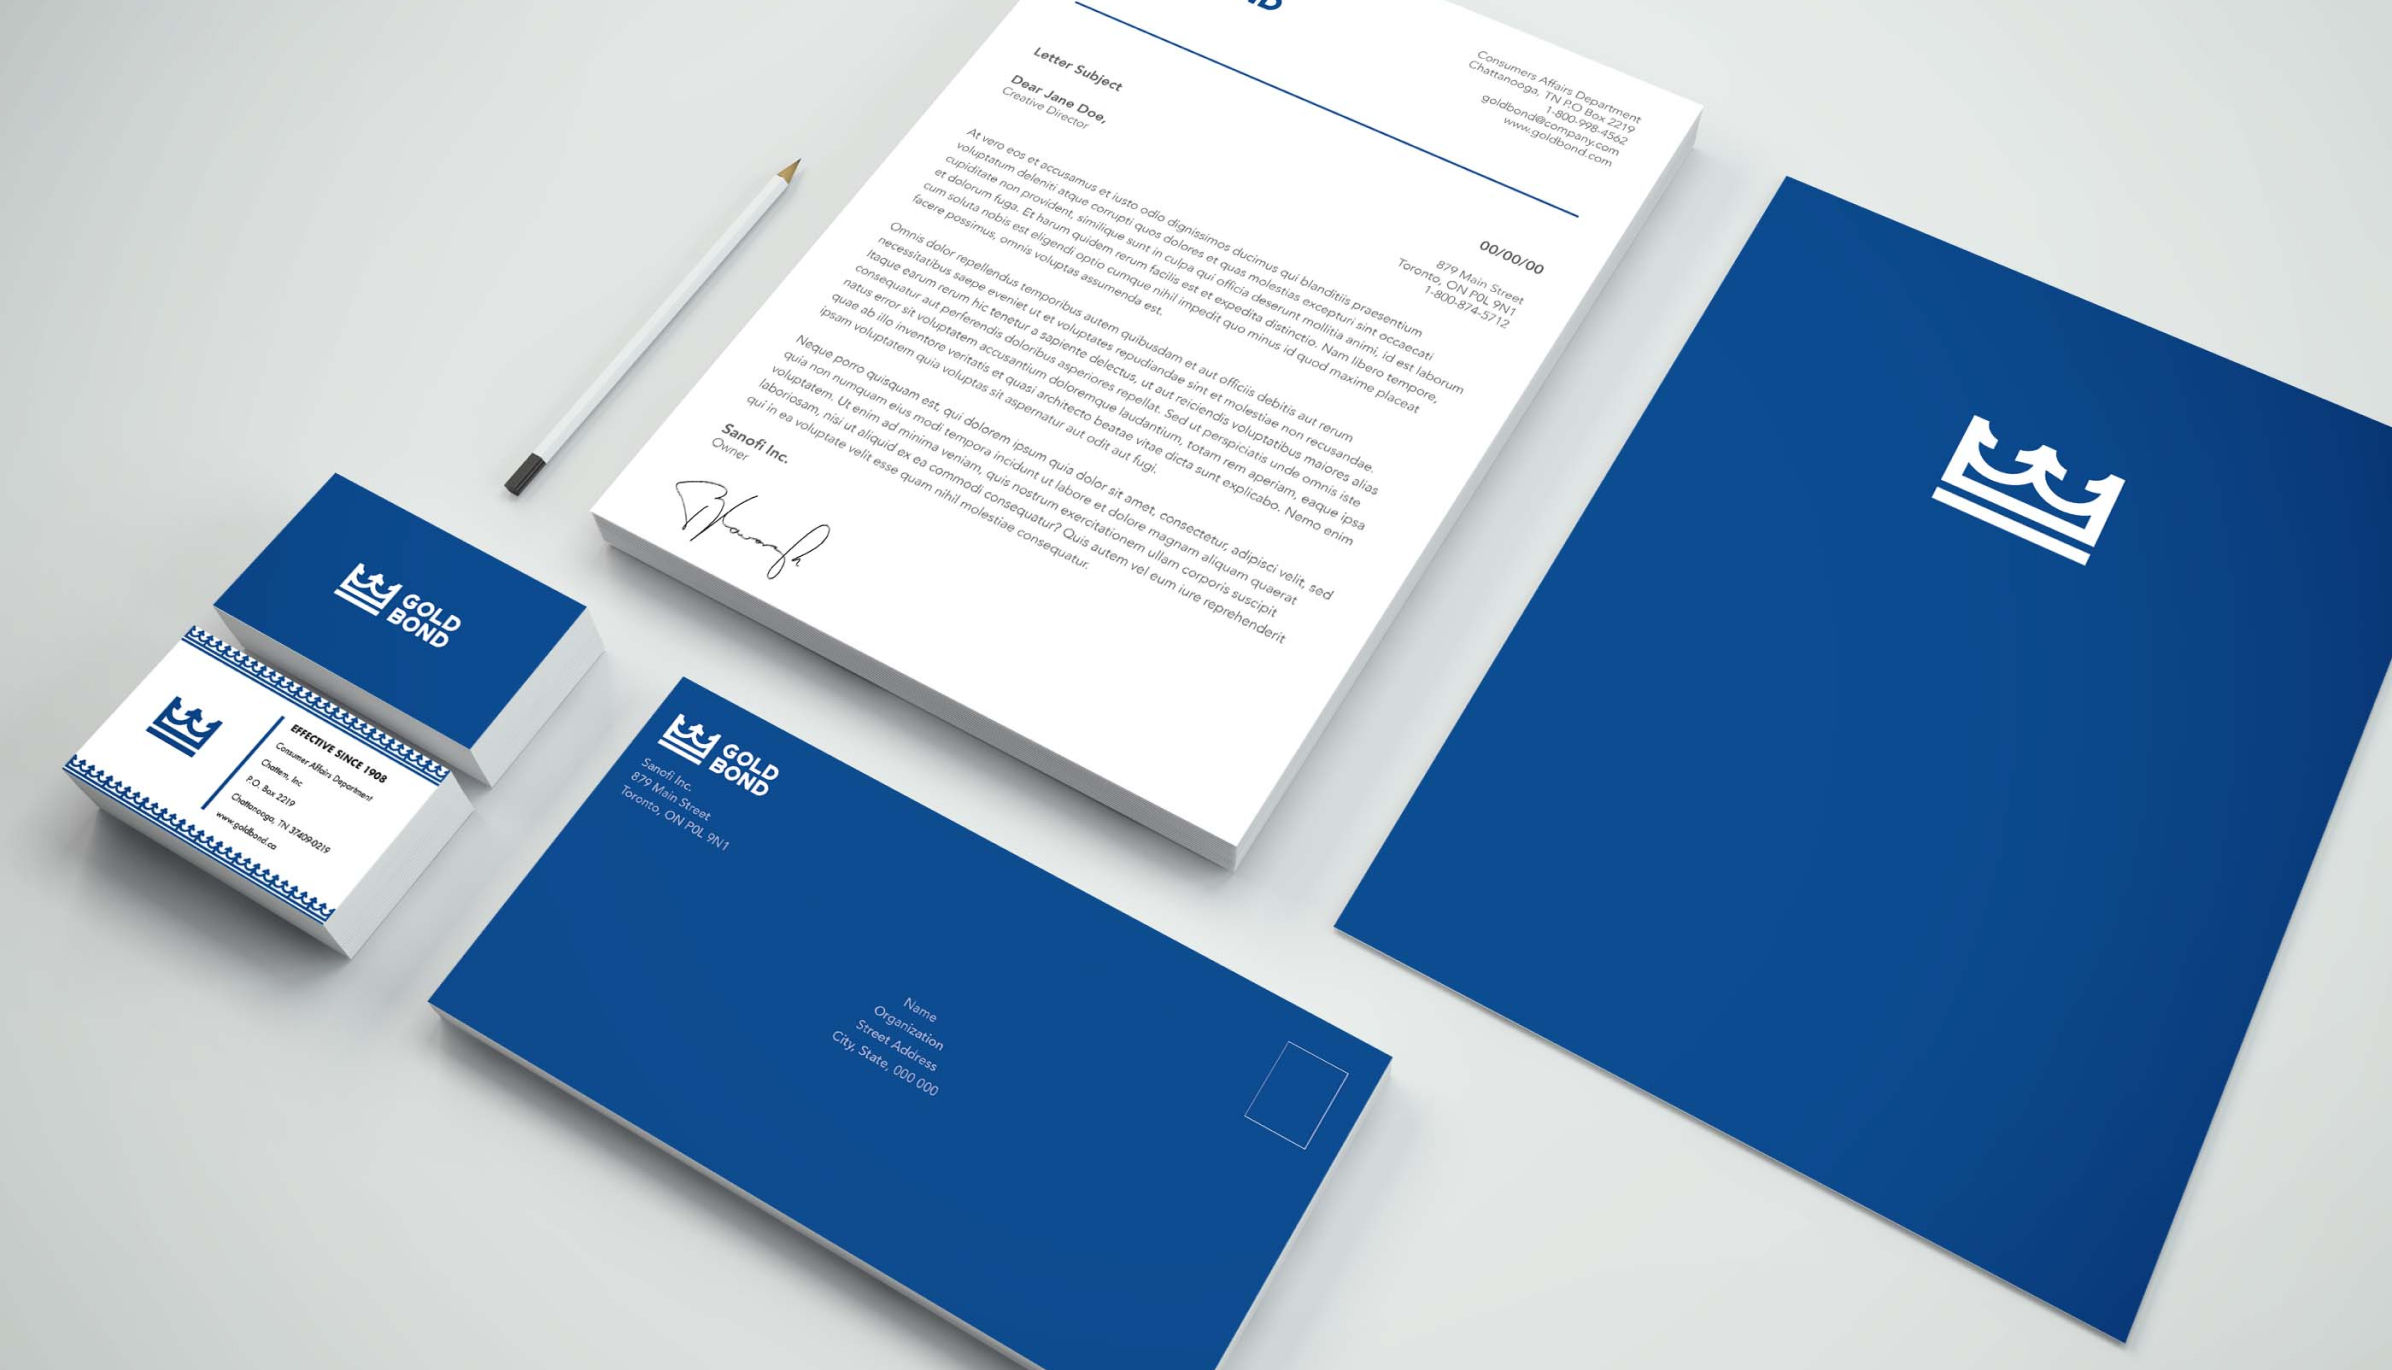 ND
Consumers Affairs Department
Chattanooga, TN P.O Box 2219
1-800-998-4562
goldbond@company.com
www.goldbond.com
Letter Subject
Dear Jane Doe,
Creative Director
00/00/00
879 Main Street
Toronto, ON P0L 9N1
1-800-874-5712
At vero eos et accusamus et iusto odio dignissimos ducimus qui blanditiis praesentium
voluptatum deleniti atque corrupti quos dolores et quas molestias excepturi sint occaecati
cupiditate non provident, similique sunt in culpa qui officia deserunt mollitia animi, id est laborum
et dolorum fuga. Et harum quidem rerum facilis est et expedita distinctio. Nam libero tempore,
cum soluta nobis est eligendi optio cumque nihil impedit quo minus id quod maxime placeat
facere possimus, omnis voluptas assumenda est.
Omnis dolor repellendus temporibus autem quibusdam et aut officiis debitis aut rerum
necessitatibus saepe eveniet ut et voluptates repudiandae sint et molestiae non recusandae.
Itaque earum rerum hic tenetur a sapiente delectus, ut aut reiciendis voluptatibus maiores alias
consequatur aut perferendis doloribus asperiores repellat. Sed ut perspiciatis unde omnis iste
natus error sit voluptatem accusantium doloremque laudantium, totam rem aperiam, eaque ipsa
quae ab illo inventore veritatis et quasi architecto beatae vitae dicta sunt explicabo. Nemo enim
ipsam voluptatem quia voluptas sit aspernatur aut odit aut fugi.
Neque porro quisquam est, qui dolorem ipsum quia dolor sit amet, consectetur, adipisci velit, sed
quia non numquam eius modi tempora incidunt ut labore et dolore magnam aliquam quaerat
voluptatem. Ut enim ad minima veniam, quis nostrum exercitationem ullam corporis suscipit
laboriosam, nisi ut aliquid ex ea commodi consequatur? Quis autem vel eum iure reprehenderit
qui in ea voluptate velit esse quam nihil molestiae consequatur.
Sanofi Inc.
Owner
GOLD
BOND
EFFECTIVE SINCE 1908
Consumer Affairs Department
Chattem, Inc
P.O. Box 2219
Chattanooga, TN 37409-0219
www.goldbond.ca
GOLD
BOND
Sanofi Inc.
879 Main Street
Toronto, ON P0L 9N1
Name
Organization
Street Address
City, State, 000 000